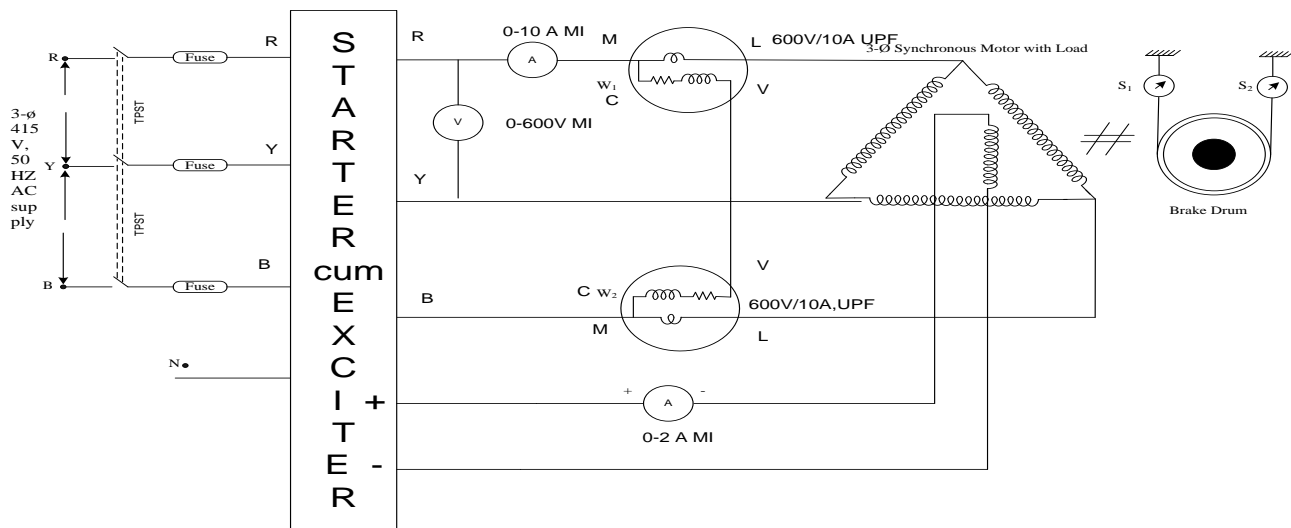 R
Y
B
N
3-ø
415
V,
50
HZ
AC
sup
ply
TPST
TPST
Fuse
Fuse
Fuse
R
Y
B
STARTER
cum
EXCITER
+
-
R
Y
B
0-10 A MI
A
V
0-600V MI
M
L
600V/10A UPF
W1
C
V
3-Ø Synchronous Motor with Load
S1
S2
Brake Drum
V
C
W2
600V/10A,UPF
M
L
+
-
A
0-2 A MI